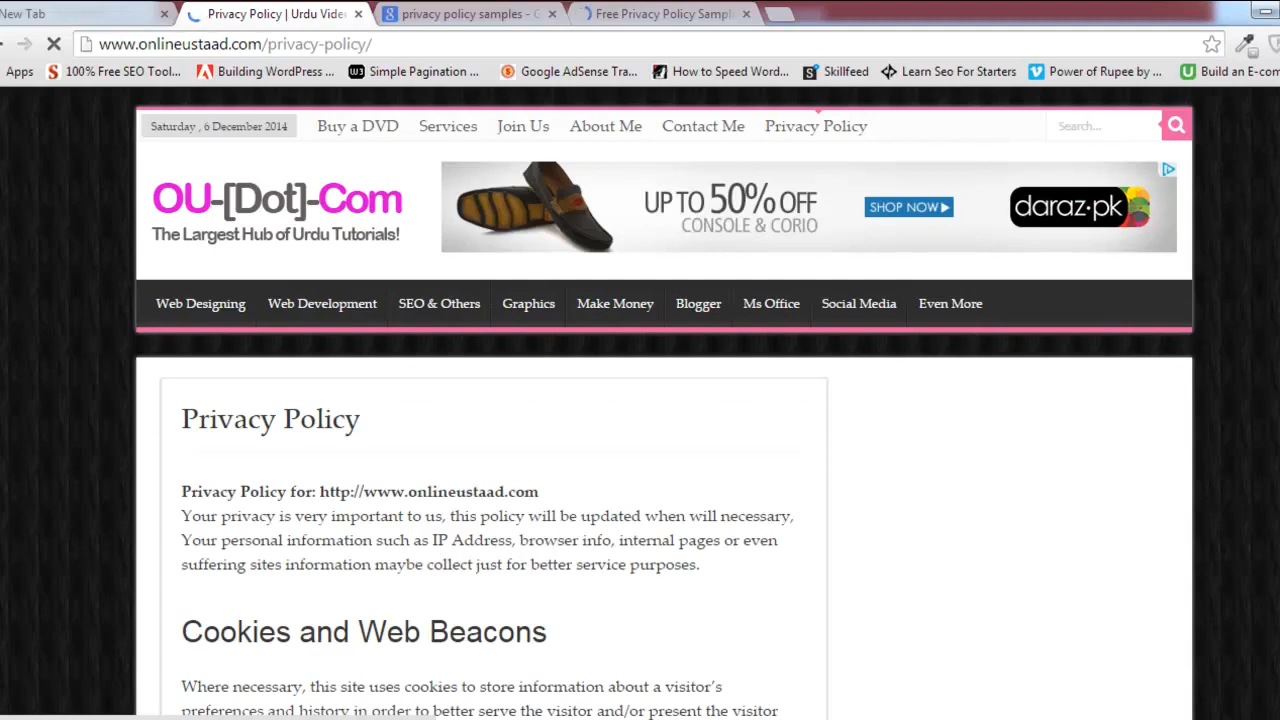 New Tab
Privacy Policy | Urdu Vide
privacy policy samples - G
Free Privacy Policy Sampl
www.onlineustaad.com/privacy-policy/
Apps 100% Free SEO Tool... Building WordPress ... Simple Pagination ... Google AdSense Tra... How to Speed Word... Skillfeed Learn Seo For Starters Power of Rupee by ... Build an E-com
Saturday , 6 December 2014 Buy a DVD Services Join Us About Me Contact Me Privacy Policy Search...
OU-[Dot]-Com
The Largest Hub of Urdu Tutorials!
UP TO 50% OFF
CONSOLE & CORIO
SHOP NOW
daraz.pk
Web Designing Web Development SEO & Others Graphics Make Money Blogger Ms Office Social Media Even More
Privacy Policy
Privacy Policy for: http://www.onlineustaad.com
Your privacy is very important to us, this policy will be updated when will necessary,
Your personal information such as IP Address, browser info, internal pages or even
suffering sites information maybe collect just for better service purposes.
Cookies and Web Beacons
Where necessary, this site uses cookies to store information about a visitor's
preferences and history in order to better serve the visitor and/or present the visitor